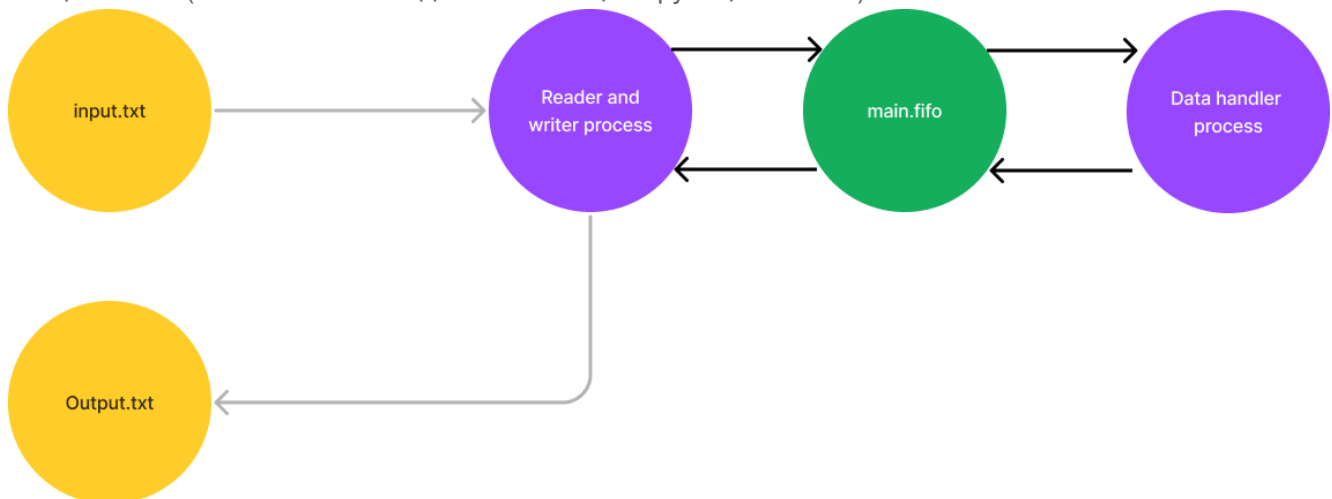 input.txt
Reader and
writer process
main.fifo
Data handler
process
Output.txt